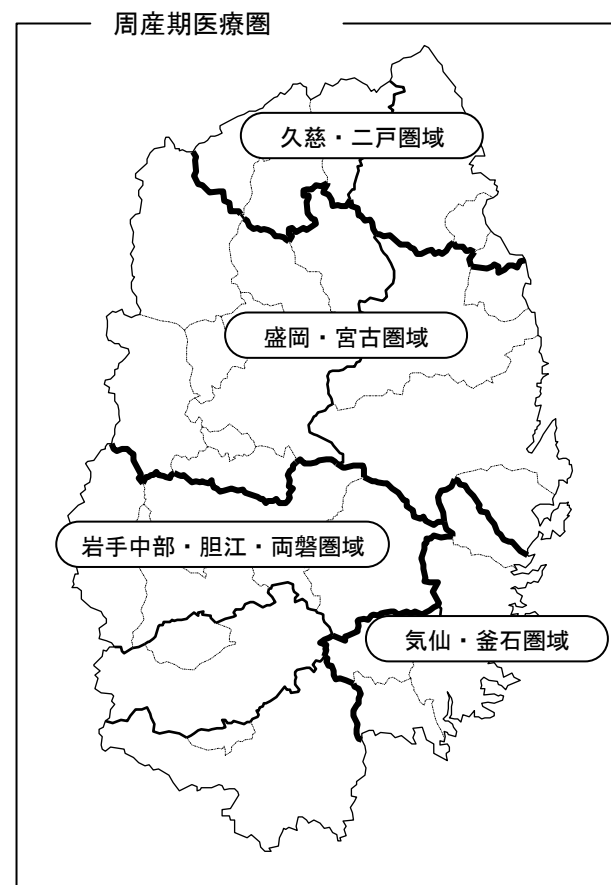 周産期医療圏
久慈・二戸圏域
盛岡・宮古圏域
岩手中部・胆江・両磐圏域
気仙・釜石圏域